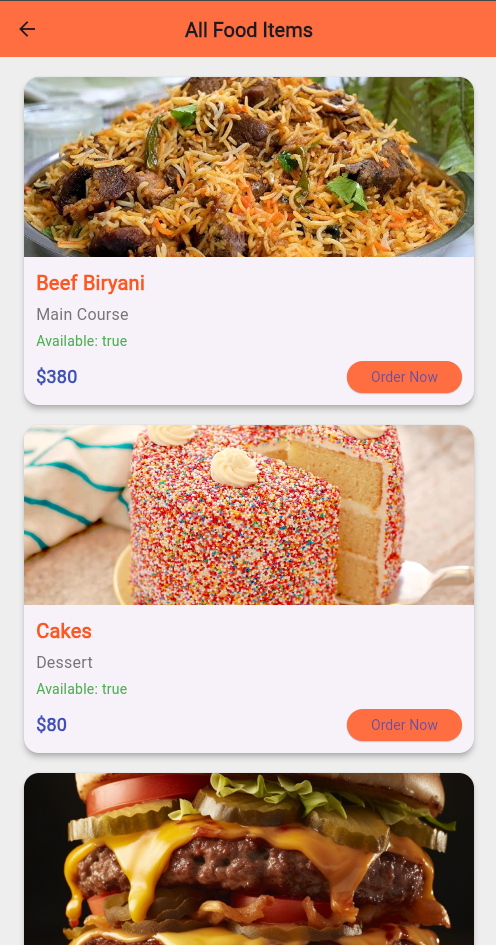 All Food Items
Beef Biryani
Main Course
Available: true
$380
Order Now
Cakes
Dessert
Available: true
$80
Order Now